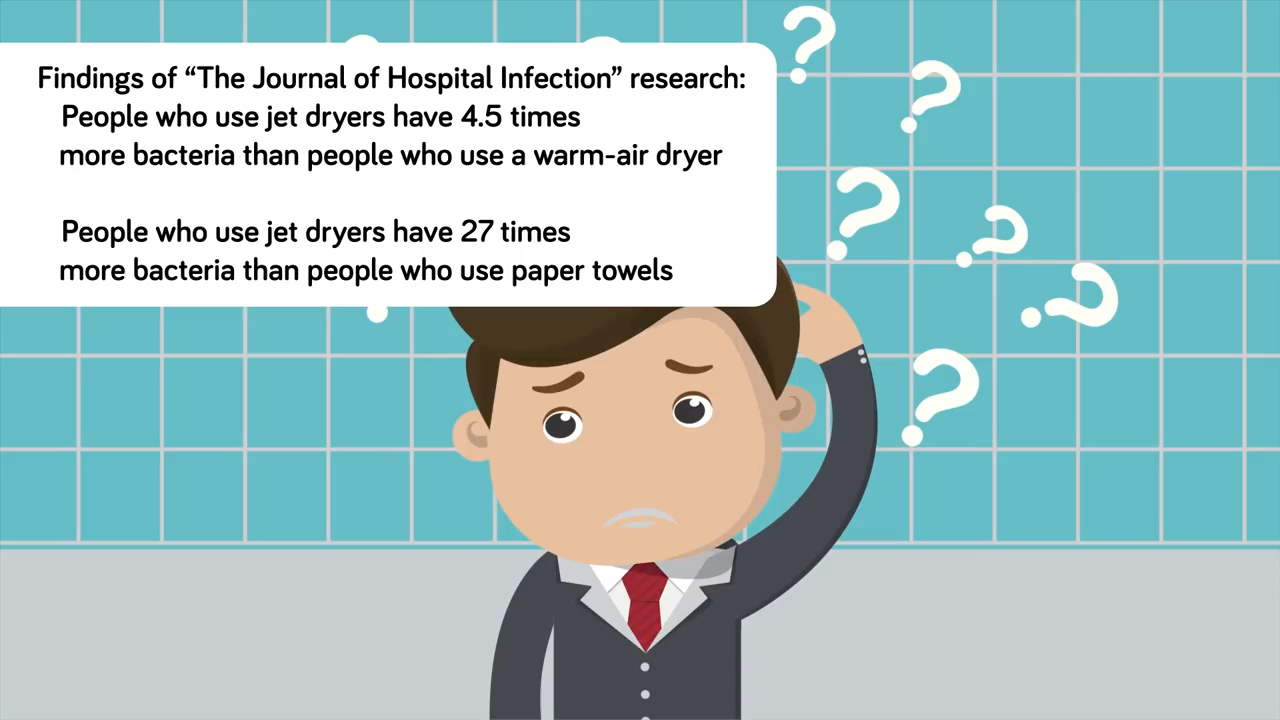 Findings of “The Journal of Hospital Infection” research:
People who use jet dryers have 4.5 times
more bacteria than people who use a warm-air dryer
People who use jet dryers have 27 times
more bacteria than people who use paper towels
? ? ? ? ? ?